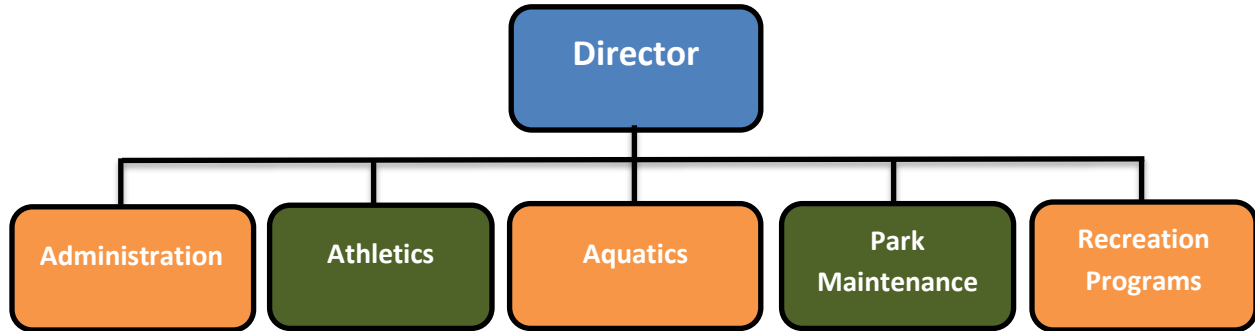 Director
Administration
Athletics
Aquatics
Park
Maintenance
Recreation
Programs